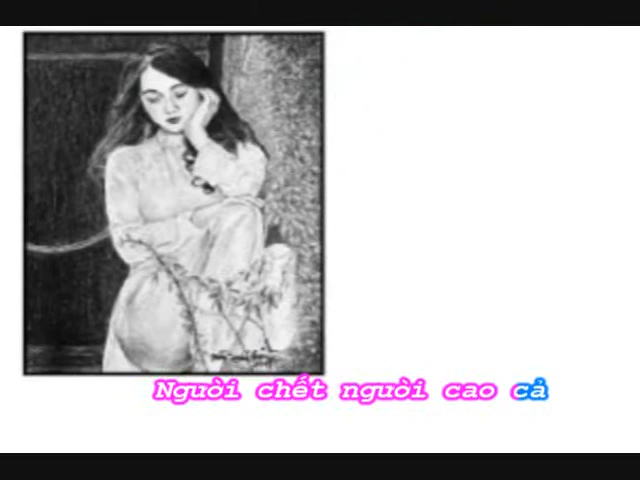 Người chết người cao cả